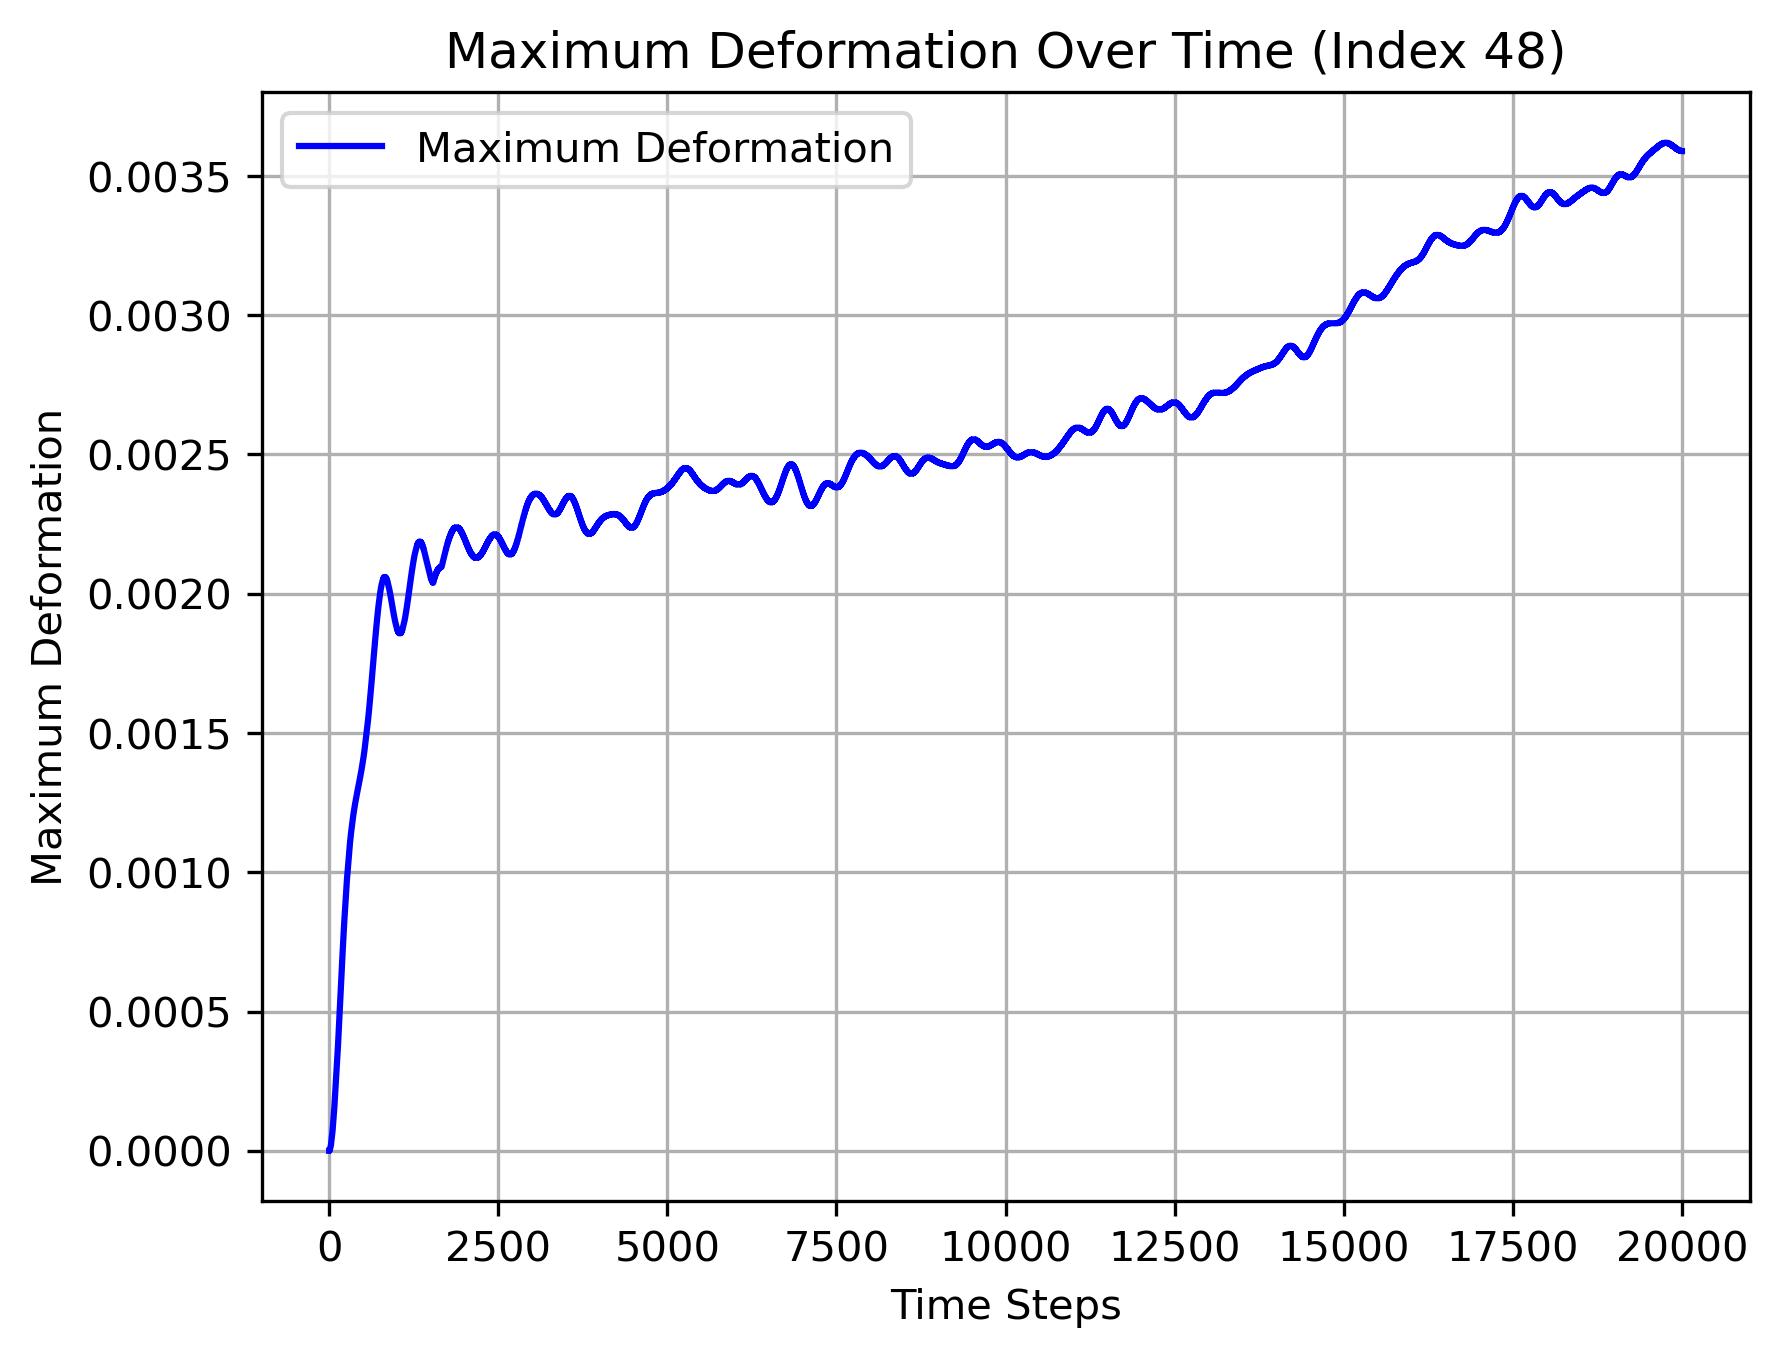 Maximum Deformation Over Time (Index 48)
Maximum Deformation
0.0035
0.0030
0.0025
0.0020
0.0015
0.0010
0.0005
0.0000
Maximum Deformation
0 2500 5000 7500 10000 12500 15000 17500 20000
Time Steps